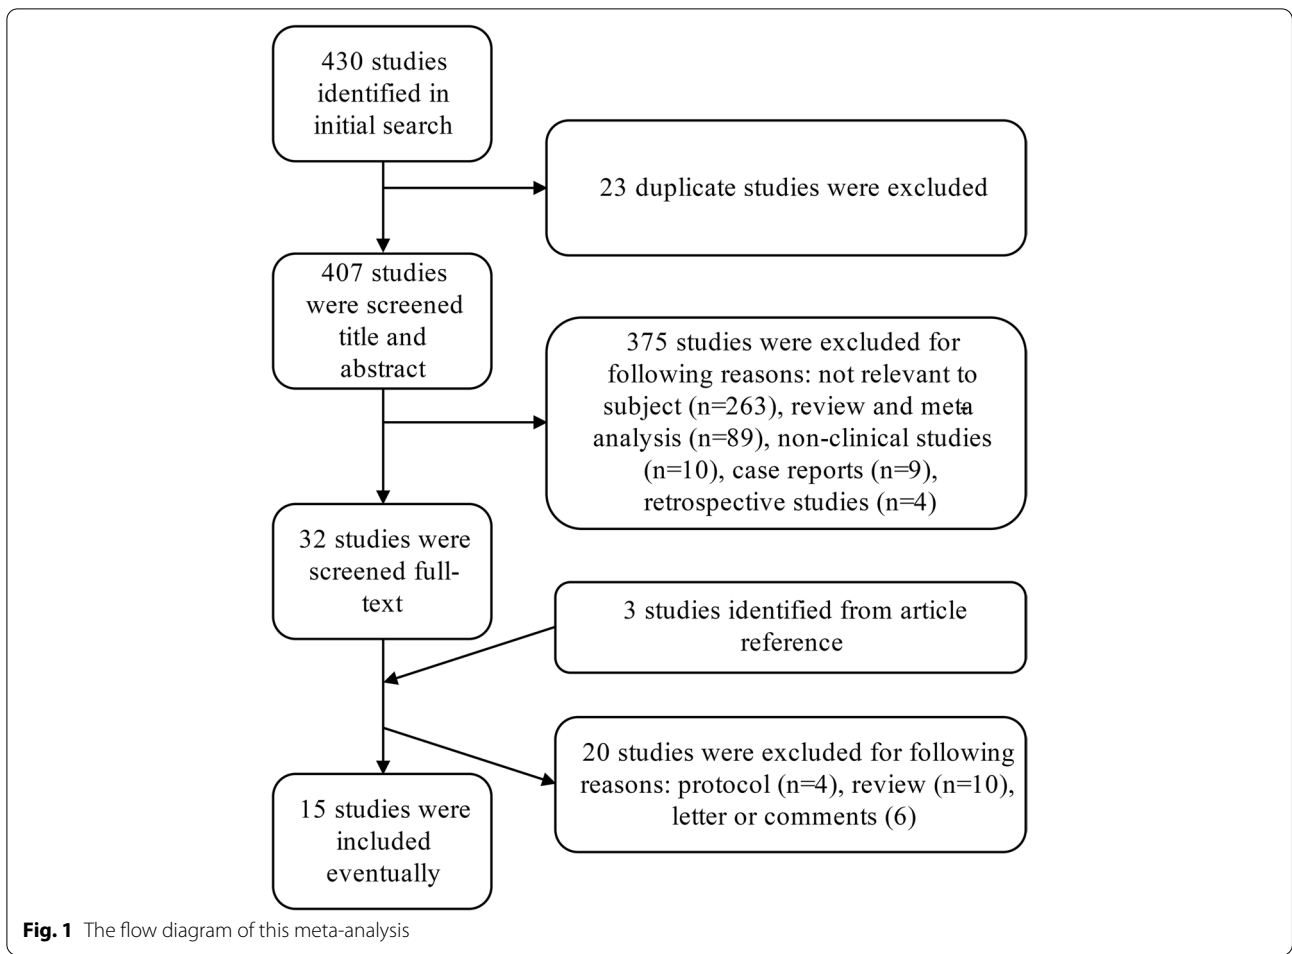 430 studies
identified in
initial search
23 duplicate studies were excluded
407 studies
were screened
title and
abstract
375 studies were excluded for
following reasons: not relevant to
subject (n=263), review and meta-
analysis (n=89), non-clinical studies
(n=10), case reports (n=9),
retrospective studies (n=4)
32 studies were
screened full-
text
3 studies identified from article
reference
20 studies were excluded for following
reasons: protocol (n=4), review (n=10),
letter or comments (6)
15 studies were
included
eventually
Fig. 1 The flow diagram of this meta-analysis